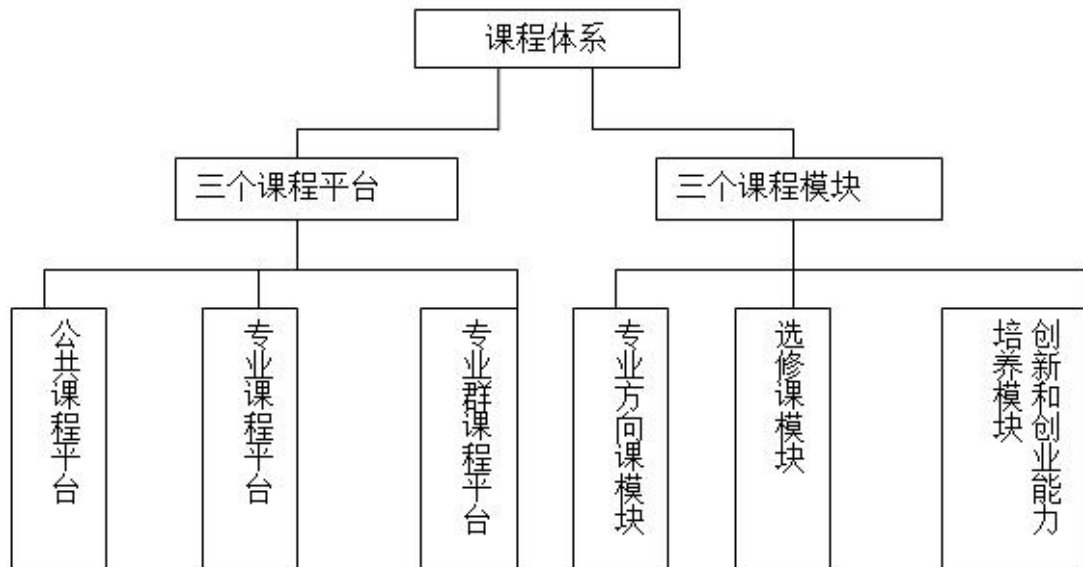 课程体系
三个课程平台
三个课程模块
公共课程平台
专业课程平台
专业群课程平台
专业方向课模块
选修课模块
创新和创业能力
培养模块